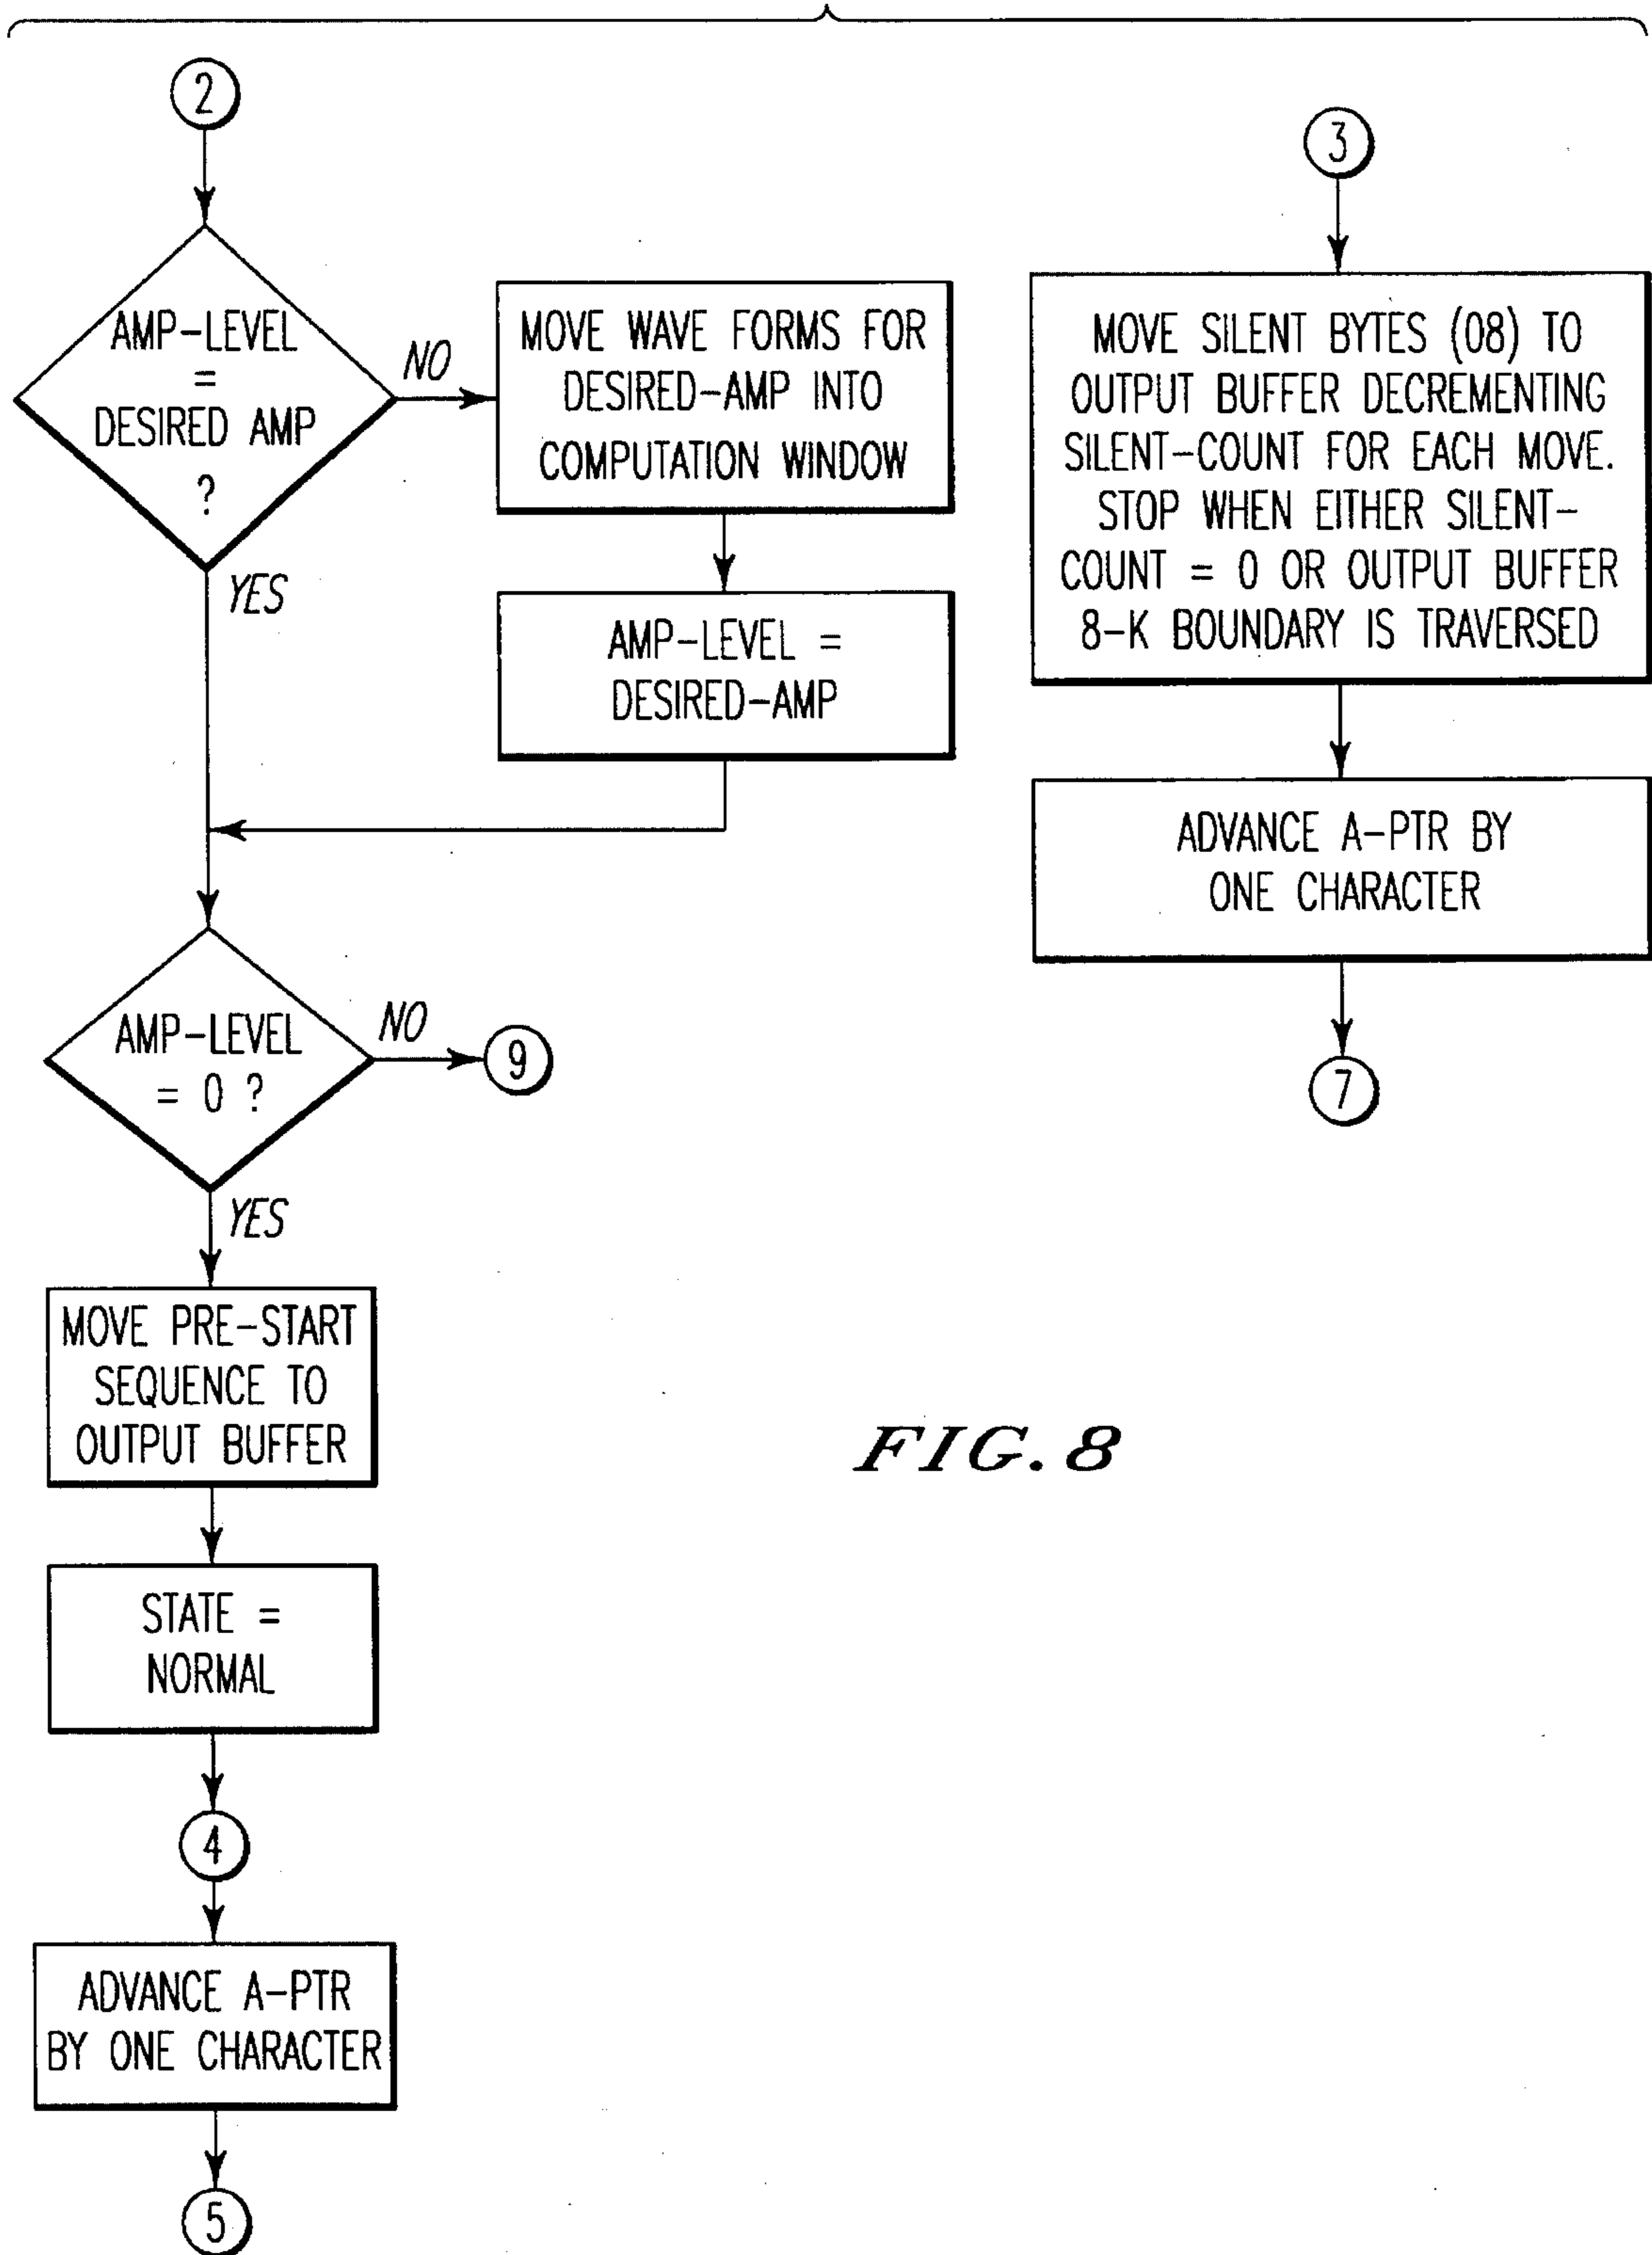 2
AMP-LEVEL
=
DESIRED AMP
?
NO
MOVE WAVE FORMS FOR
DESIRED-AMP INTO
COMPUTATION WINDOW
YES
AMP-LEVEL =
DESIRED-AMP
AMP-LEVEL
= 0 ?
NO
9
YES
MOVE PRE-START
SEQUENCE TO
OUTPUT BUFFER
STATE =
NORMAL
4
ADVANCE A-PTR
BY ONE CHARACTER
5
3
MOVE SILENT BYTES (08) TO
OUTPUT BUFFER DECREMENTING
SILENT-COUNT FOR EACH MOVE.
STOP WHEN EITHER SILENT-
COUNT = 0 OR OUTPUT BUFFER
8-K BOUNDARY IS TRAVERSED
ADVANCE A-PTR BY
ONE CHARACTER
7
FIG. 8